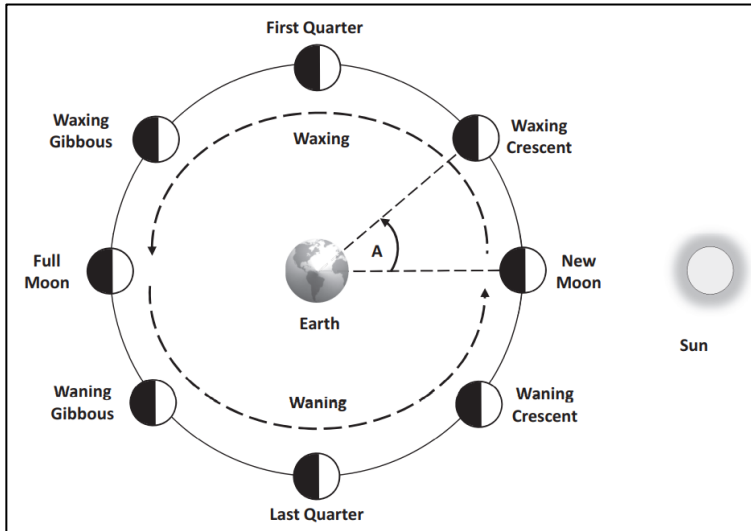 First Quarter
Waxing
Gibbous
Waxing
Waxing
Crescent
Full
Moon
A
New
Moon
Earth
Sun
Waning
Gibbous
Waning
Waning
Crescent
Last Quarter